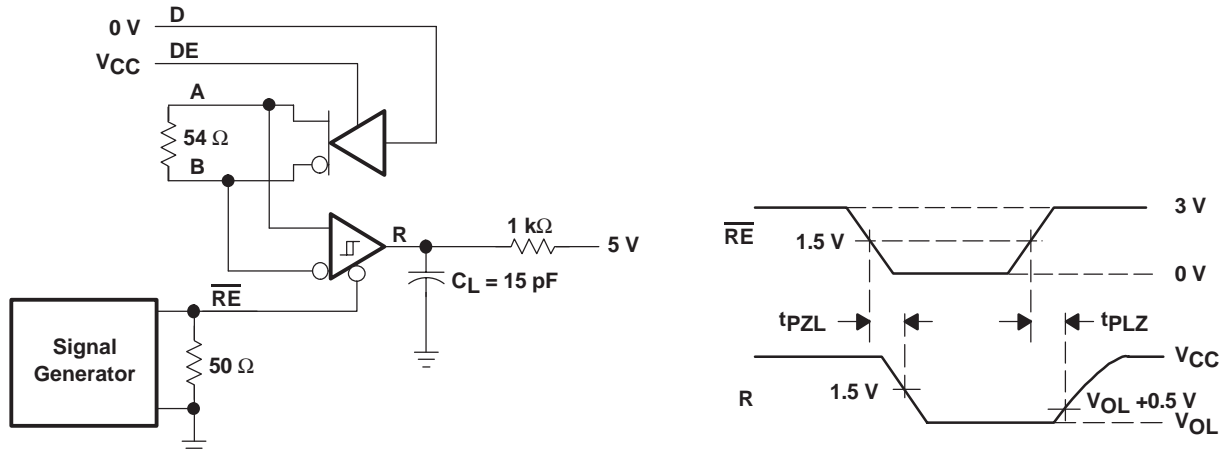 D
0 V
DE
VCC
A
54 Ω
B
R
1 kΩ
5 V
CL = 15 pF
RE
Signal
Generator
50 Ω
3 V
RE
1.5 V
0 V
tPZL
tPLZ
VCC
1.5 V
R
VOL +0.5 V
VOL